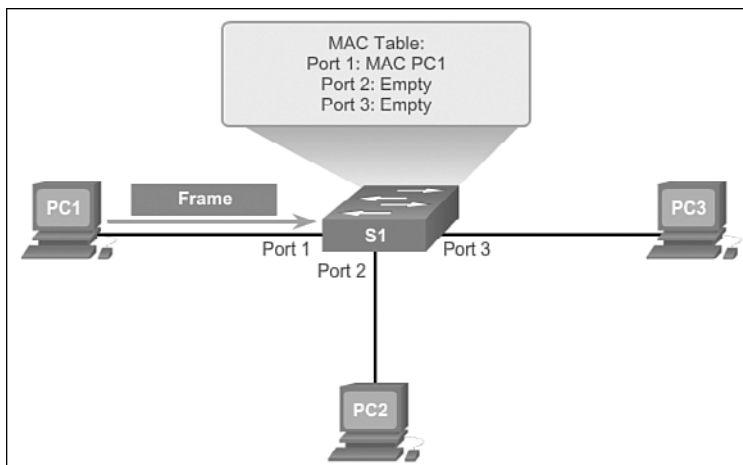 MAC Table:
Port 1: MAC PC1
Port 2: Empty
Port 3: Empty
PC1
Frame
PC3
S1
Port 1
Port 3
Port 2
PC2